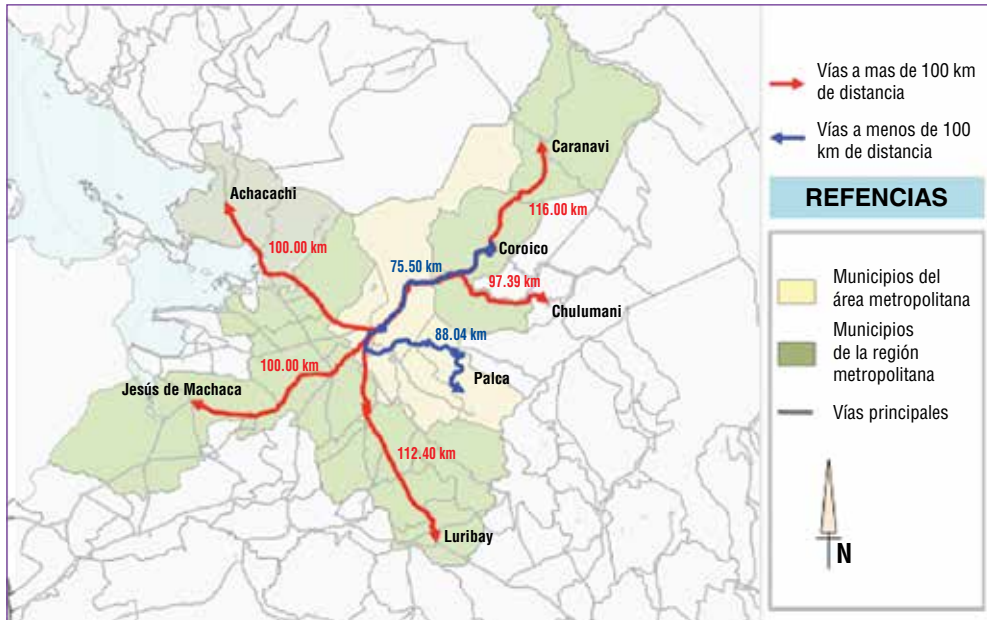 Caranavi
Achacachi
116.00 km
100.00 km
Coroico
75.50 km
97.39 km
Chulumani
88.04 km
100.00 km
Palca
Jesús de Machaca
112.40 km
Luribay
Vías a mas de 100 km
de distancia
Vías a menos de 100
km de distancia
REFENCIAS
Municipios del
área metropolitana
Municipios
de la región
metropolitana
Vías principales
N